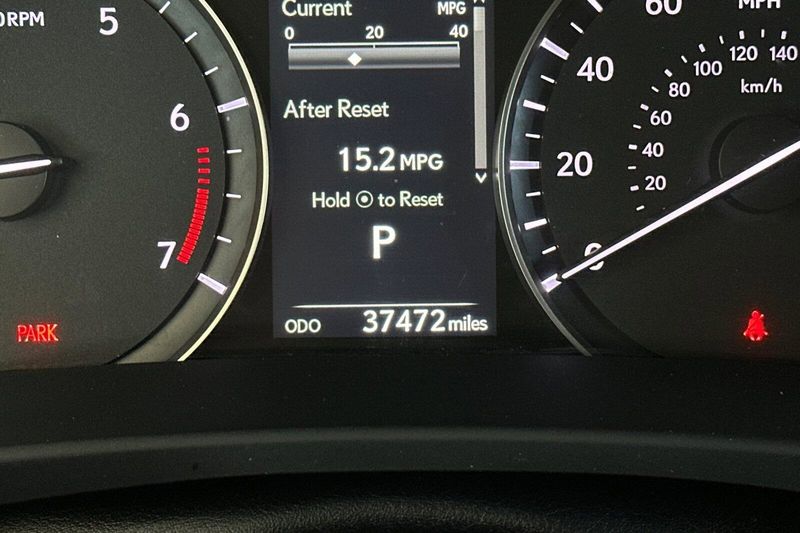 Current MPG
0 20 40
After Reset
15.2 MPG
Hold to Reset
P
ODO 37472 miles
5
6
7
PARK
60
40
20
0
MPH
km/h
20
40
60
80
100
120
140